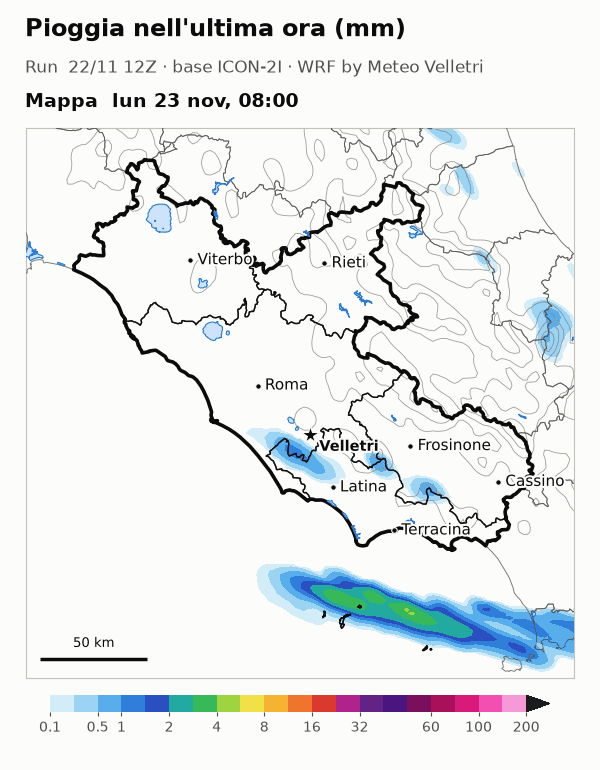 Pioggia nell'ultima ora (mm)
Run  22/11 12Z · base ICON-2I · WRF by Meteo Velletri
Mappa  lun 23 nov, 08:00
Viterbo
Rieti
Roma
Velletri
Frosinone
Latina
Cassino
Terracina
50 km
0.1 0.5 1 2 4 8 16 32 60 100 200